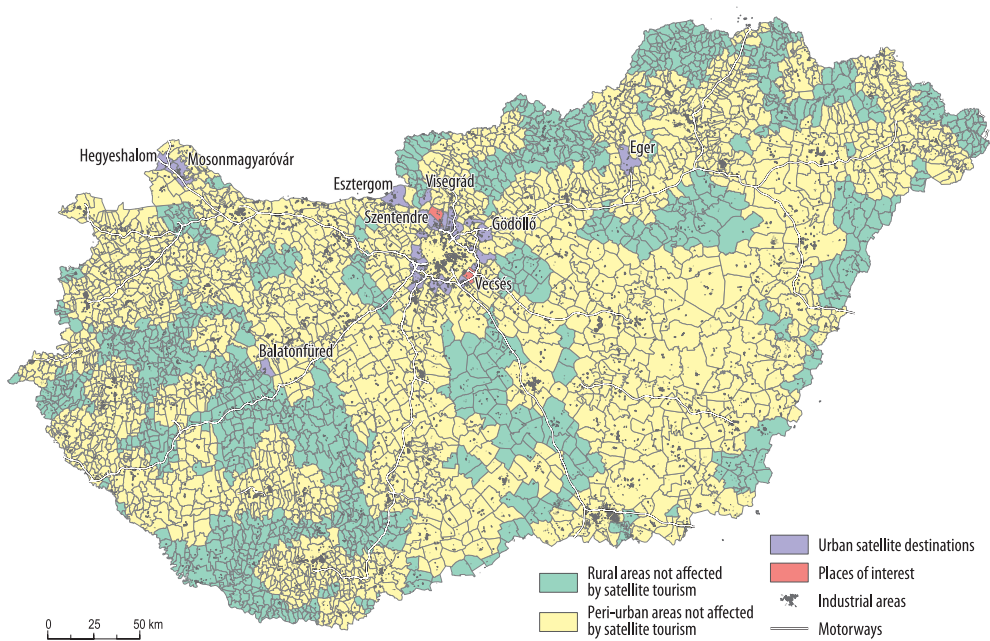 Hegyeshalom
Mosonmagyaróvár
Eger
Esztergom
Visegrád
Szentendre
Gödöllő
Vecsés
Balatonfüred
Rural areas not affected
by satellite tourism
Peri-urban areas not affected
by satellite tourism
Urban satellite destinations
Places of interest
Industrial areas
Motorways
0 25 50 km